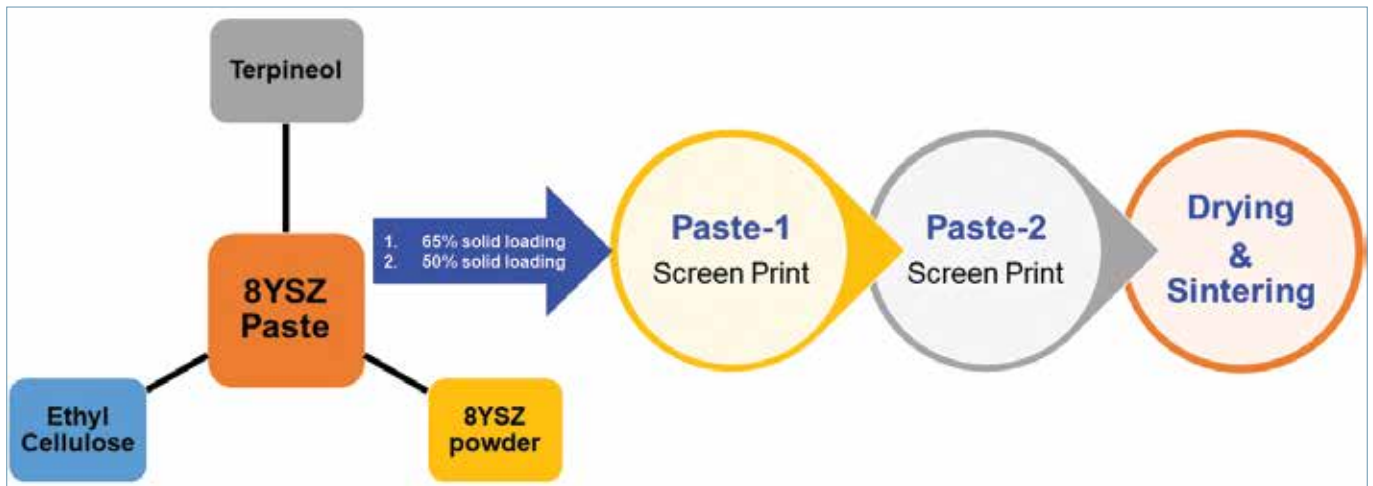 Terpineol
8YSZ
Paste
Ethyl
Cellulose
8YSZ
powder
1. 65% solid loading
2. 50% solid loading
Paste-1
Screen Print
Paste-2
Screen Print
Drying
&
Sintering